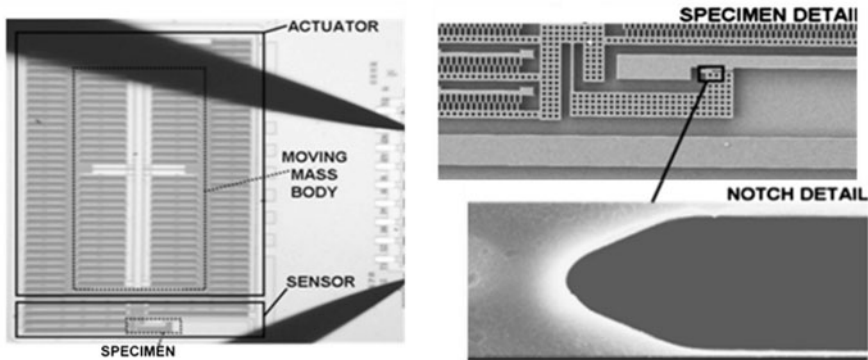 ACTUATOR
MOVING
MASS
BODY
SENSOR
SPECIMEN
SPECIMEN DETAIL
NOTCH DETAIL